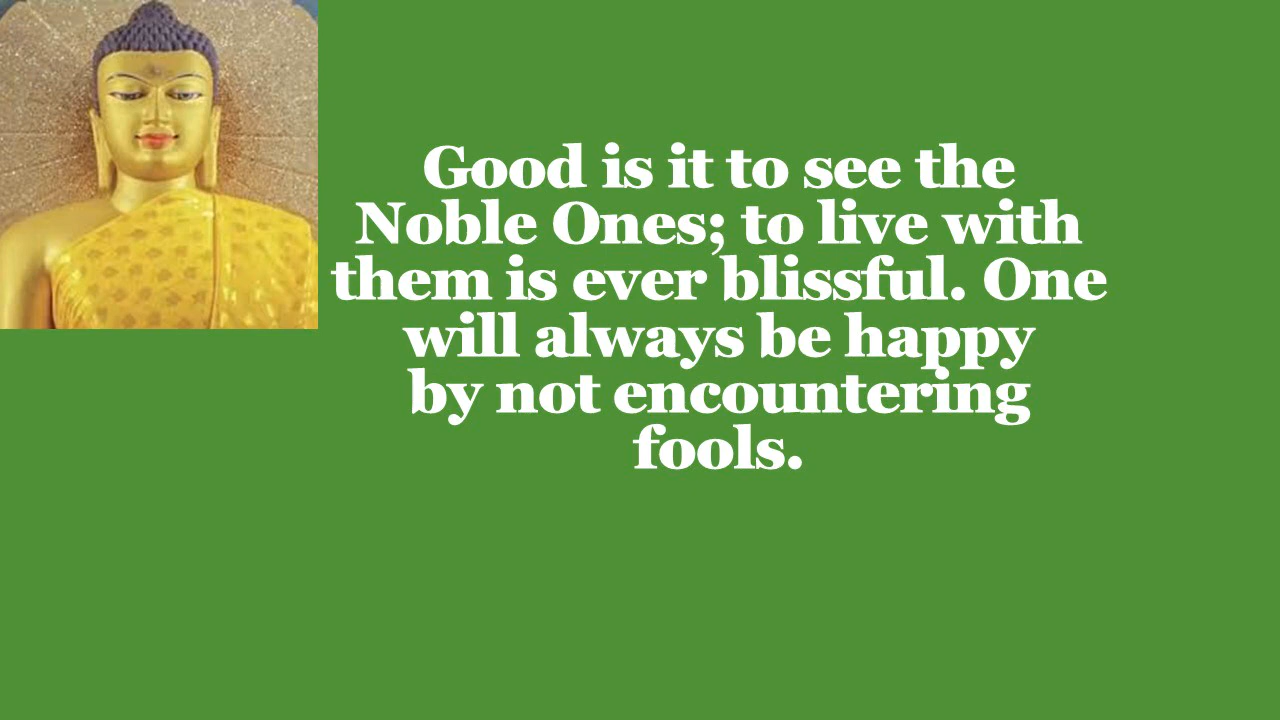 Good is it to see the
Noble Ones; to live with
them is ever blissful. One
will always be happy
by not encountering
fools.